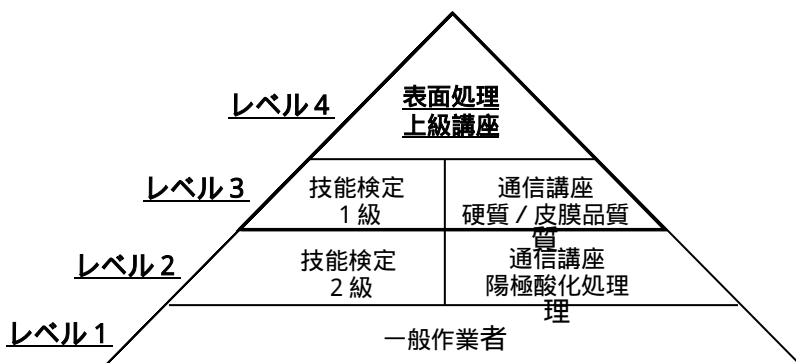 レベル 4
表面処理
上級講座
レベル 3
技能検定
1 級
通信講座
硬質 / 皮膜品質
質
レベル 2
技能検定
2 級
通信講座
陽極酸化処理
理
レベル 1
一般作業者